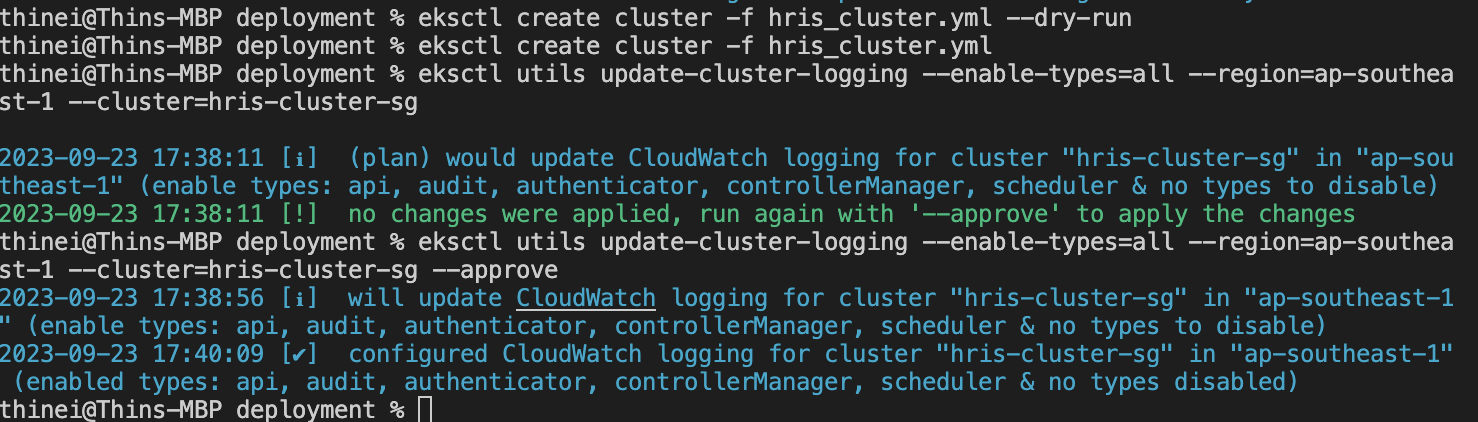 thinei@Thins-MBP deployment % eksctl create cluster -f hris_cluster.yml --dry-run
thinei@Thins-MBP deployment % eksctl create cluster -f hris_cluster.yml
thinei@Thins-MBP deployment % eksctl utils update-cluster-logging --enable-types=all --region=ap-southea
st-1 --cluster=hris-cluster-sg
2023-09-23 17:38:11 [ℹ]  (plan) would update CloudWatch logging for cluster "hris-cluster-sg" in "ap-sou
theast-1" (enable types: api, audit, authenticator, controllerManager, scheduler & no types to disable)
2023-09-23 17:38:11 [!]  no changes were applied, run again with '--approve' to apply the changes
thinei@Thins-MBP deployment % eksctl utils update-cluster-logging --enable-types=all --region=ap-southea
st-1 --cluster=hris-cluster-sg --approve
2023-09-23 17:38:56 [ℹ]  will update CloudWatch logging for cluster "hris-cluster-sg" in "ap-southeast-1
" (enable types: api, audit, authenticator, controllerManager, scheduler & no types to disable)
2023-09-23 17:40:09 [✔]  configured CloudWatch logging for cluster "hris-cluster-sg" in "ap-southeast-1"
 (enabled types: api, audit, authenticator, controllerManager, scheduler & no types disabled)
thinei@Thins-MBP deployment %